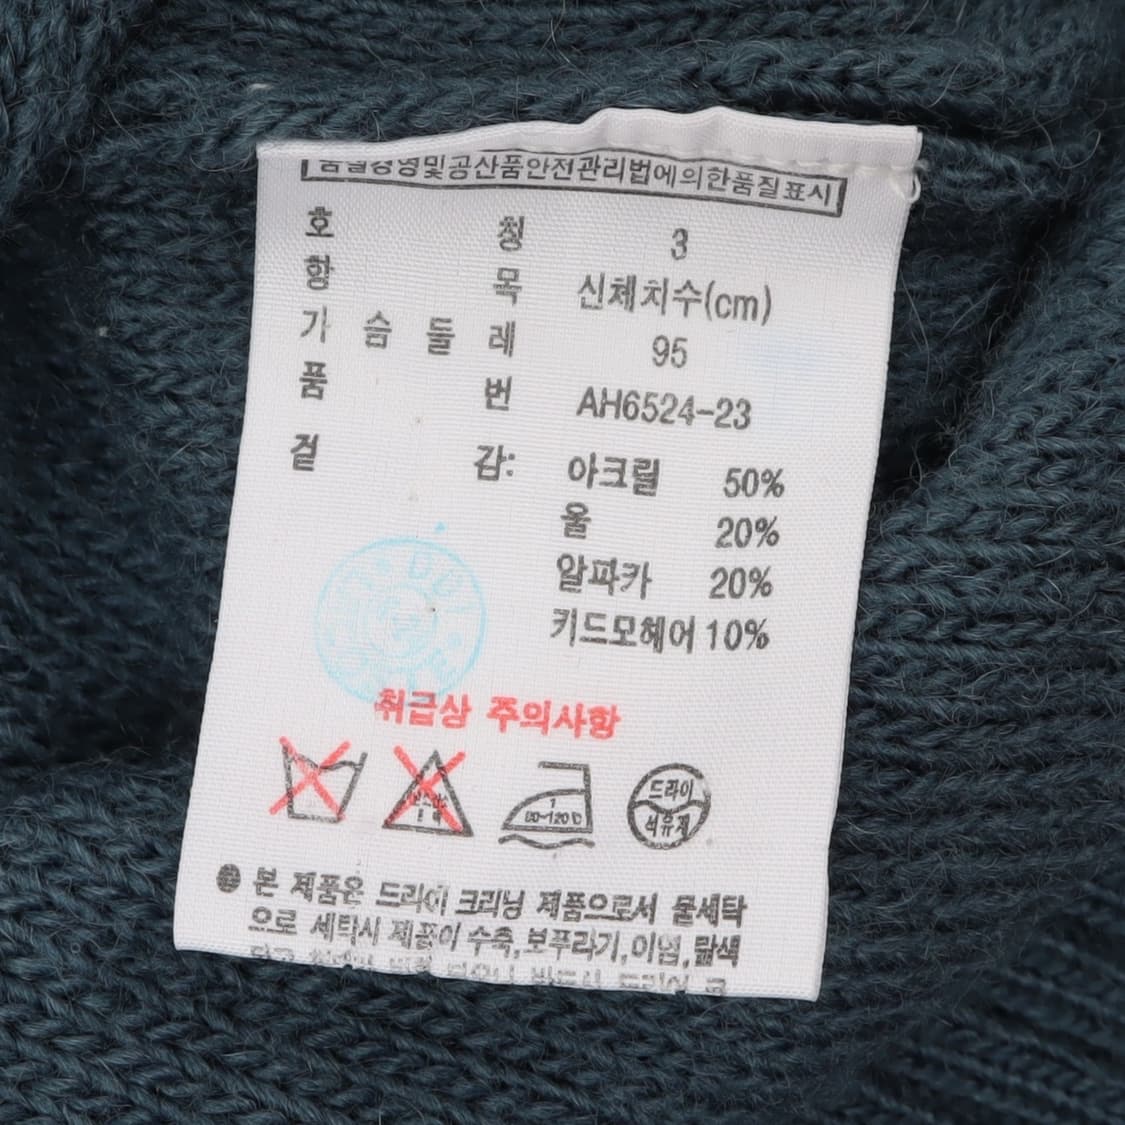 품질경영및공산품안전관리법에의한품질표시
호 칭 3
항 목 신체치수(cm)
가 슴 둘 레 95
품 번 AH6524-23
겉 감: 아크릴 50%
울 20%
알파카 20%
키드모헤어 10%
취급상 주의사항
드라이
석유계
본 제품은 드라이 크리닝 제품으로서 물세탁
으로 세탁시 제품이 수축,보푸라기,이염,탈색